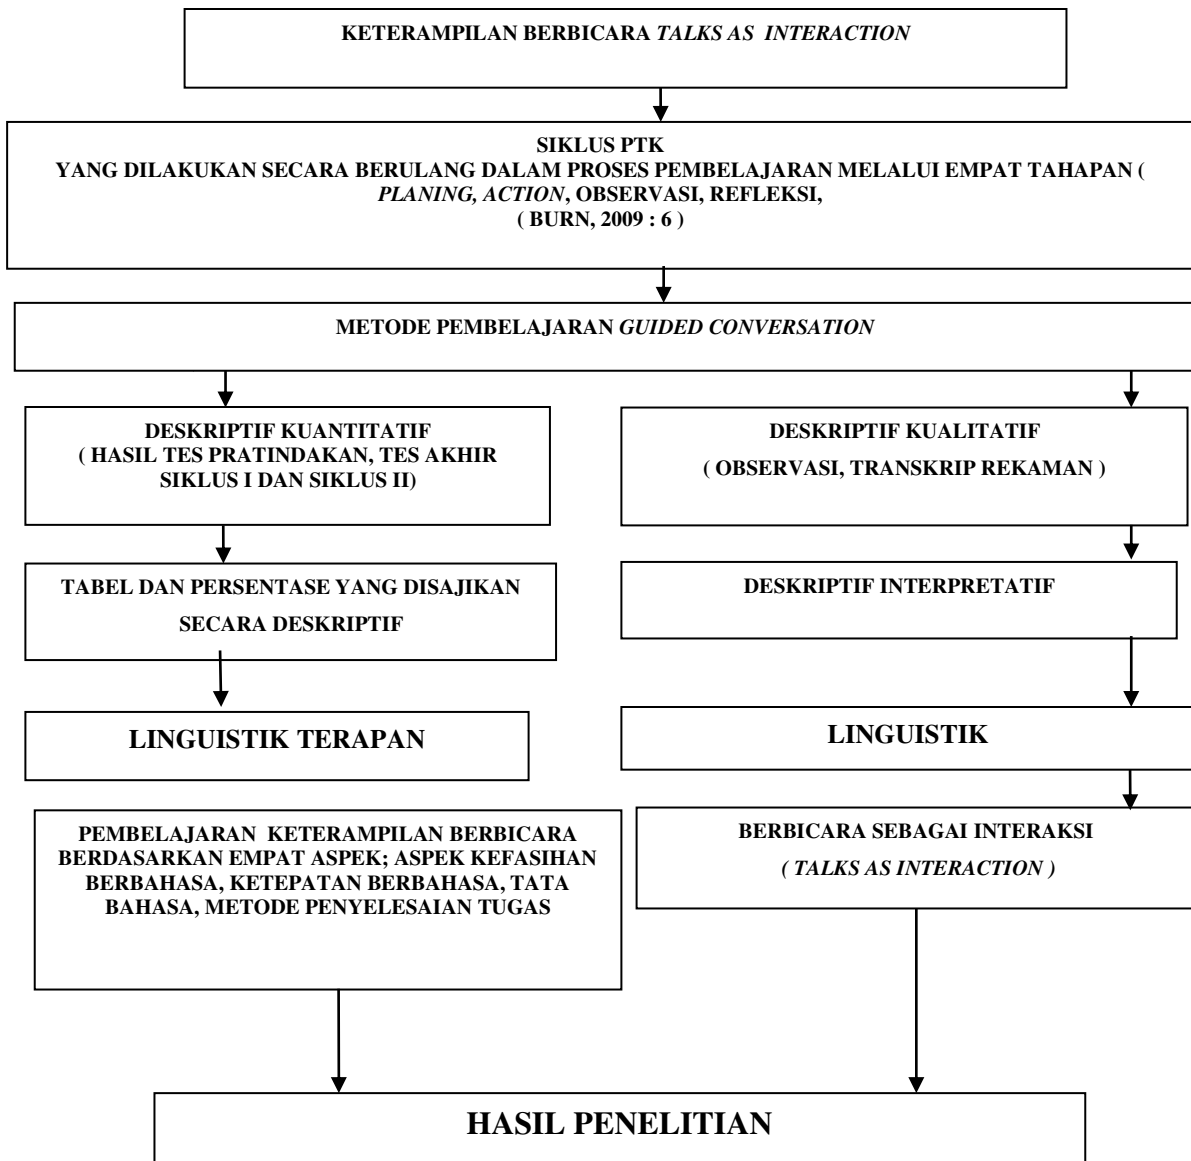 KETERAMPILAN BERBICARA TALKS AS INTERACTION
SIKLUS PTK
YANG DILAKUKAN SECARA BERULANG DALAM PROSES PEMBELAJARAN MELALUI EMPAT TAHAPAN (
PLANING, ACTION, OBSERVASI, REFLEKSI,
( BURN, 2009 : 6 )
METODE PEMBELAJARAN GUIDED CONVERSATION
DESKRIPTIF KUANTITATIF
( HASIL TES PRATINDAKAN, TES AKHIR
SIKLUS I DAN SIKLUS II)
DESKRIPTIF KUALITATIF
( OBSERVASI, TRANSKRIP REKAMAN )
TABEL DAN PERSENTASE YANG DISAJIKAN
SECARA DESKRIPTIF
DESKRIPTIF INTERPRETATIF
LINGUISTIK TERAPAN
LINGUISTIK
PEMBELAJARAN KETERAMPILAN BERBICARA
BERDASARKAN EMPAT ASPEK; ASPEK KEFASIHAN
BERBAHASA, KETEPATAN BERBAHASA, TATA
BAHASA, METODE PENYELESAIAN TUGAS
BERBICARA SEBAGAI INTERAKSI
( TALKS AS INTERACTION )
HASIL PENELITIAN